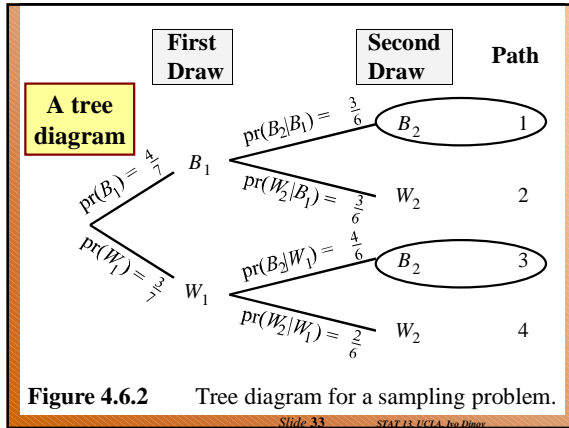 First Draw
Second Draw
Path
A tree diagram
pr(B₁) = 4/7
pr(W₁) = 3/7
B₁
W₁
pr(B₂|B₁) = 3/6
pr(W₂|B₁) = 3/6
pr(B₂|W₁) = 4/6
pr(W₂|W₁) = 2/6
B₂ 1
W₂ 2
B₂ 3
W₂ 4
Figure 4.6.2 Tree diagram for a sampling problem.
Slide 33 STAT 13, UCLA, Ivo Dinov